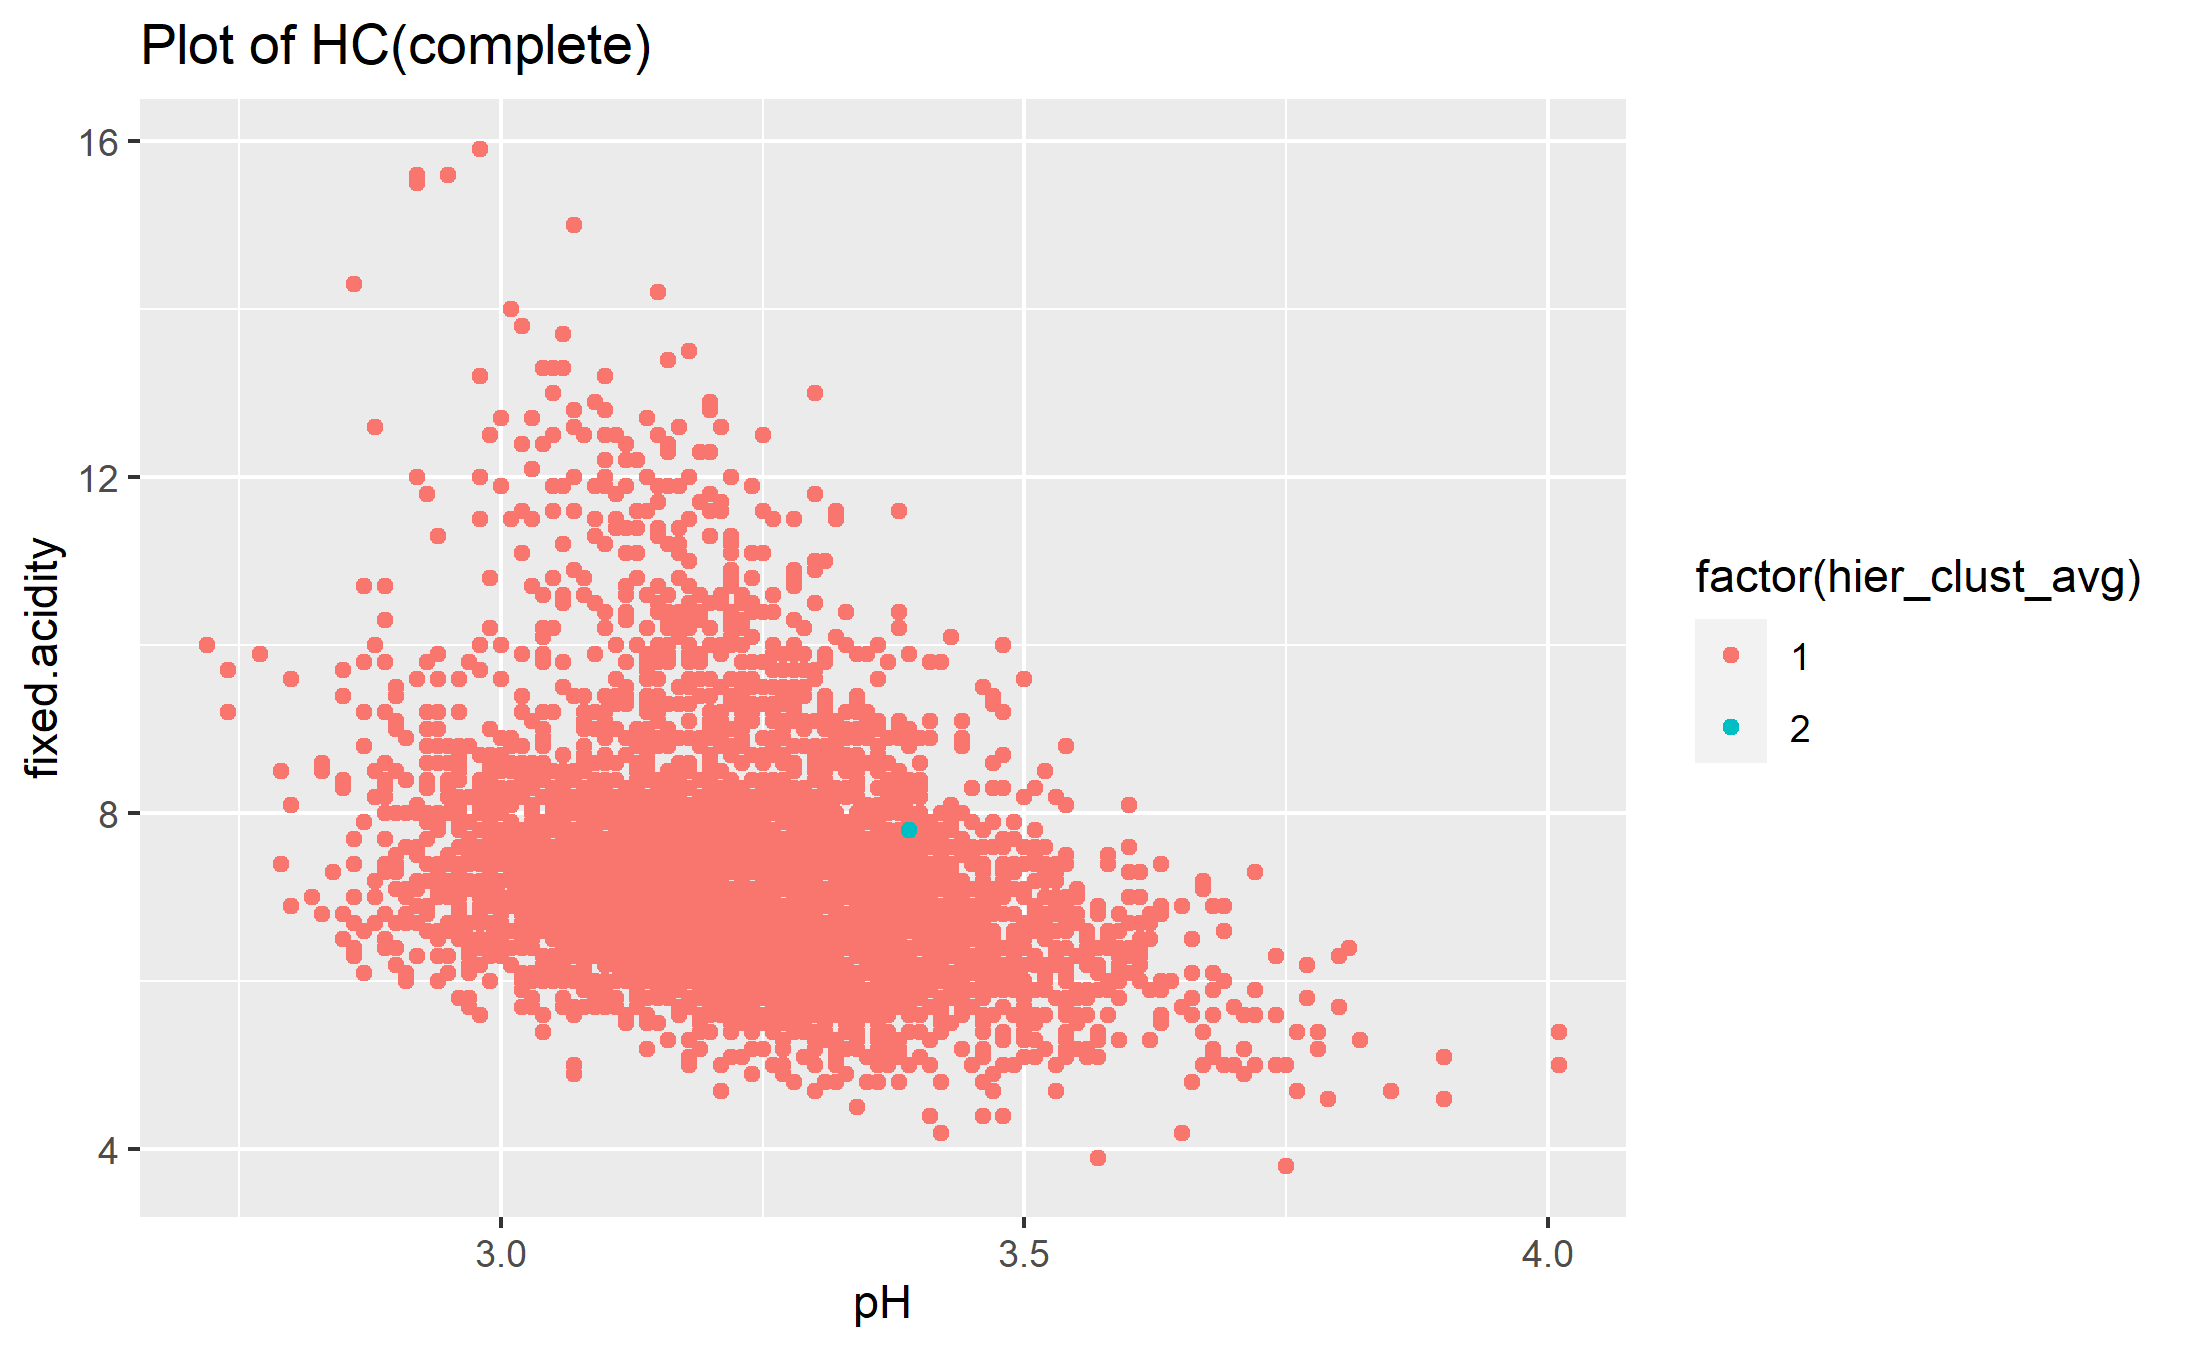 Plot of HC(complete)
16
12
8
4
fixed.acidity
3.0
3.5
4.0
pH
factor(hier_clust_avg)
1
2